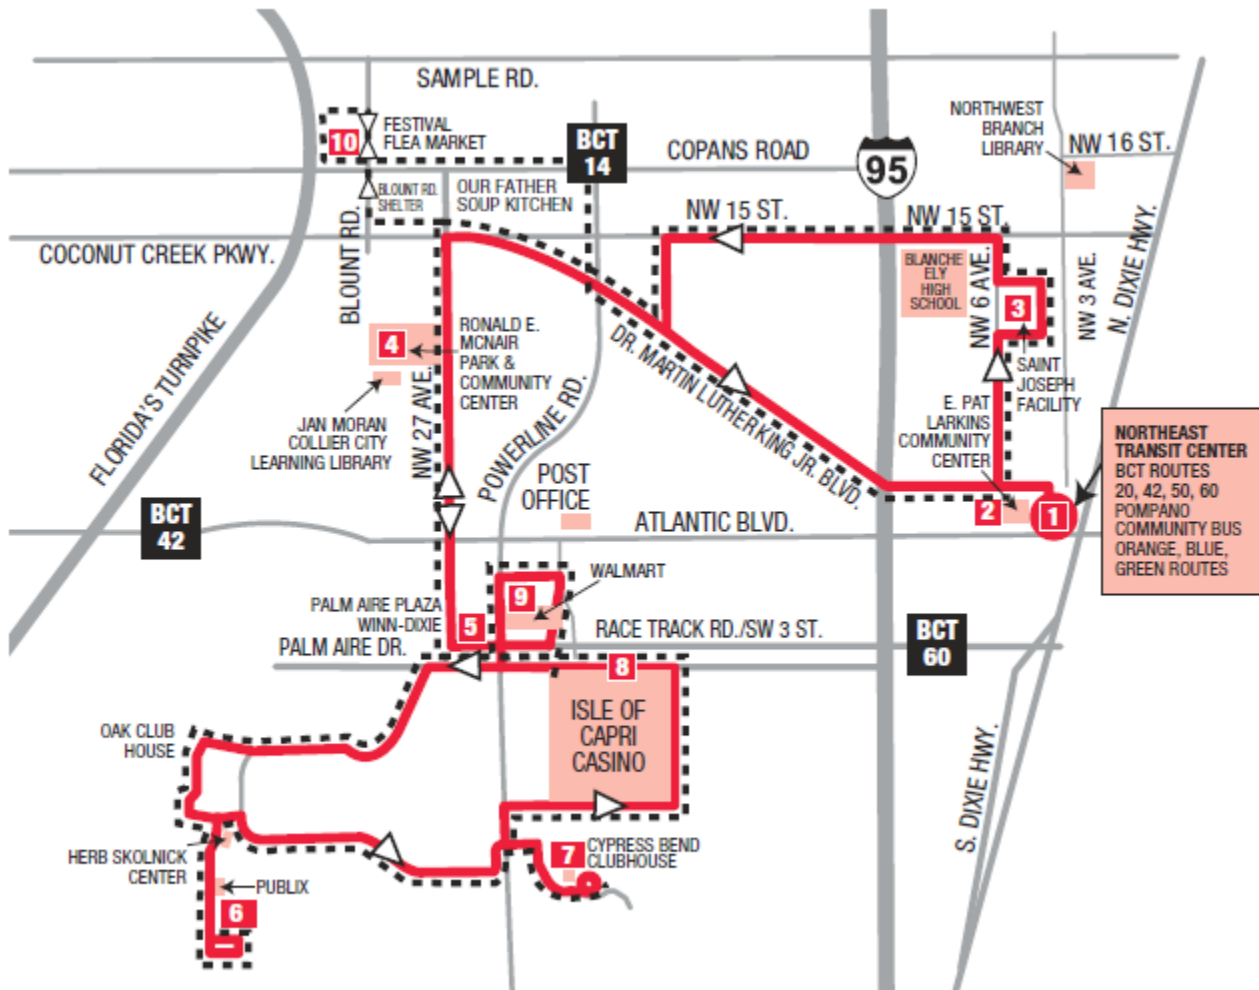 SAMPLE RD.
FESTIVAL
FLEA MARKET
10
BCT
14
COPANS ROAD
95
NORTHWEST
BRANCH
LIBRARY
NW 16 ST.
BLOUNT RD.
SHELTER
OUR FATHER
SOUP KITCHEN
NW 15 ST.
NW 15 ST.
COCONUT CREEK PKWY.
BLOUNT RD.
BLANCHE
ELY
HIGH
SCHOOL
NW 6 AVE.
3
NW 3 AVE.
N. DIXIE HWY.
FLORIDA'S TURNPIKE
4
RONALD E.
MCNAIR
PARK &
COMMUNITY
CENTER
NW 27 AVE.
JAN MORAN
COLLIER CITY
LEARNING LIBRARY
POWERLINE RD.
DR. MARTIN LUTHER KING JR. BLVD.
SAINT
JOSEPH
FACILITY
E. PAT
LARKINS
COMMUNITY
CENTER
NORTHEAST
TRANSIT CENTER
BCT ROUTES
20, 42, 50, 60
POMPANO
COMMUNITY BUS
ORANGE, BLUE,
GREEN ROUTES
POST
OFFICE
2
1
BCT
42
ATLANTIC BLVD.
WALMART
9
PALM AIRE PLAZA
WINN-DIXIE
5
PALM AIRE DR.
RACE TRACK RD./SW 3 ST.
BCT
60
8
ISLE OF
CAPRI
CASINO
OAK CLUB
HOUSE
S. DIXIE HWY.
HERB SKOLNICK
CENTER
PUBLIX
6
7
CYPRESS BEND
CLUBHOUSE